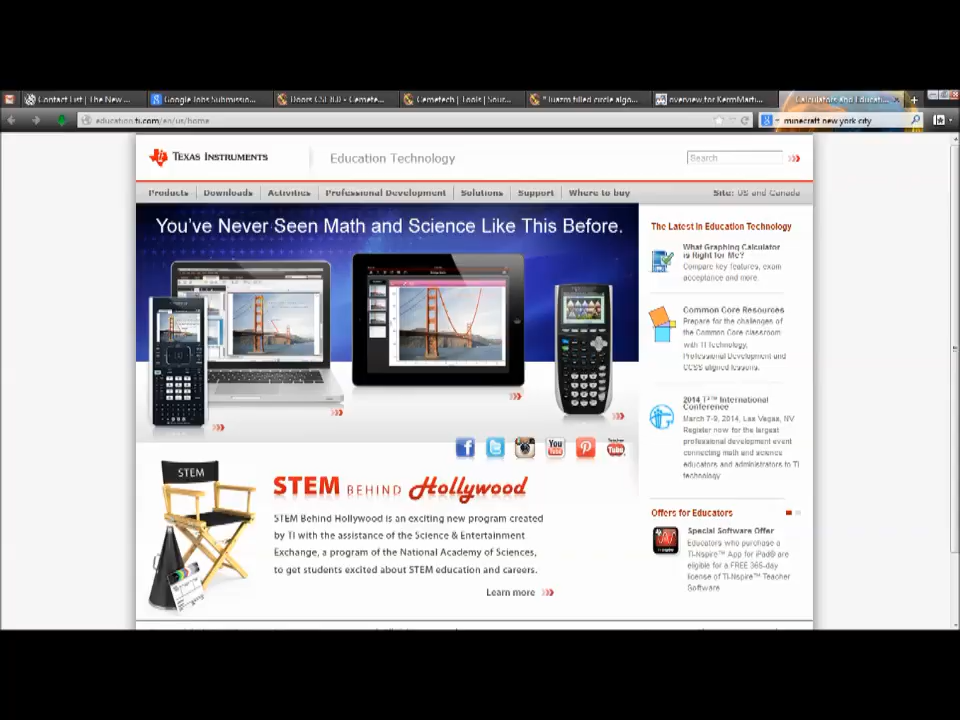 Contact List | The New ...
Google Jobs Submissio...
Doors CSE 8.0 - Cemete...
Cemetech | Tools | Sour...
overview for KermMarti...
Calculators and Educati...
education.ti.com/en/us/home
minecraft new york city
TEXAS INSTRUMENTS
Education Technology
Search
Products
Downloads
Activities
Professional Development
Solutions
Support
Where to buy
Site: US and Canada
You've Never Seen Math and Science Like This Before.
The Latest in Education Technology
What Graphing Calculator
is Right for Me?
Compare key features, exam
acceptance and more.
Common Core Resources
Prepare for the challenges of
the Common Core classroom
with TI Technology,
Professional Development and
CCSS aligned lessons.
2014 T³™ International
Conference
March 7-9, 2014, Las Vegas, NV
Register now for the largest
professional development event
connecting math and science
educators and administrators to TI
technology
You
Tube
Teacher
Tube
STEM
STEM BEHIND Hollywood
STEM Behind Hollywood is an exciting new program created
by TI with the assistance of the Science & Entertainment
Exchange, a program of the National Academy of Sciences,
to get students excited about STEM education and careers.
Learn more
Offers for Educators
Special Software Offer
Educators who purchase a
TI-Nspire™ App for iPad® are
eligible for a FREE 365-day
license of TI-Nspire™ Teacher
Software